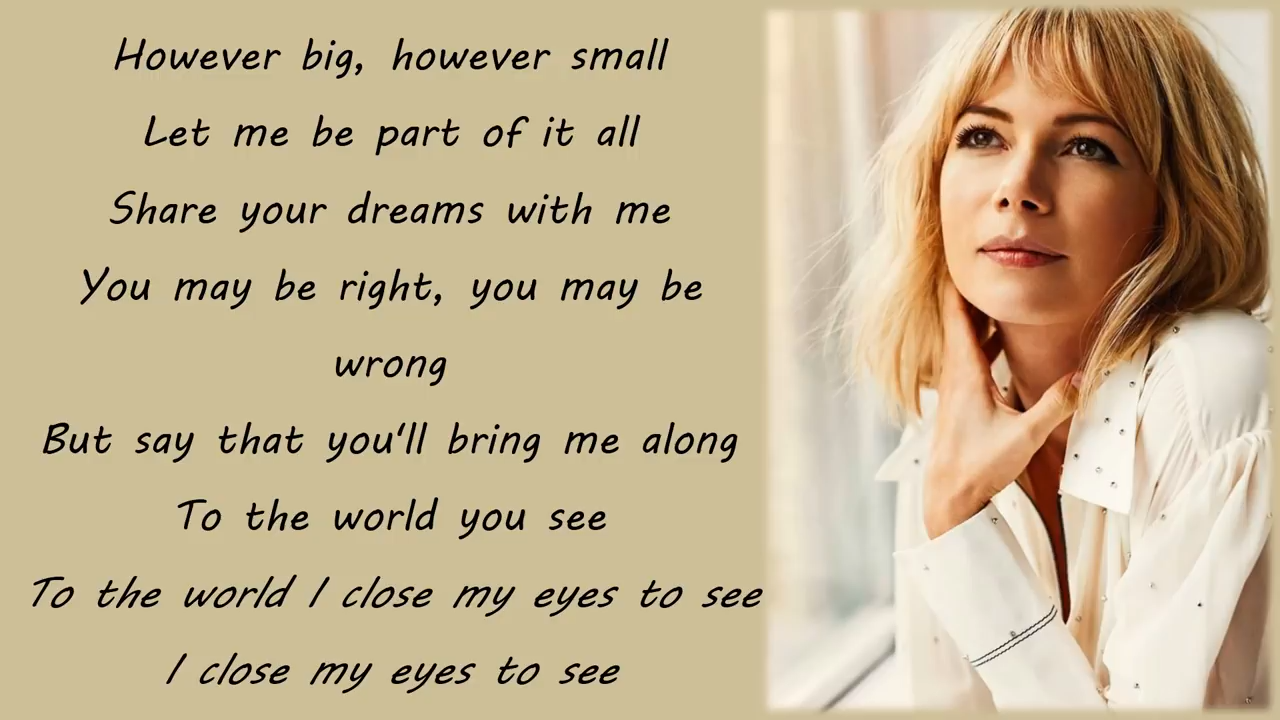 However big, however small
Let me be part of it all
Share your dreams with me
You may be right, you may be
wrong
But say that you'll bring me along
To the world you see
To the world I close my eyes to see
I close my eyes to see